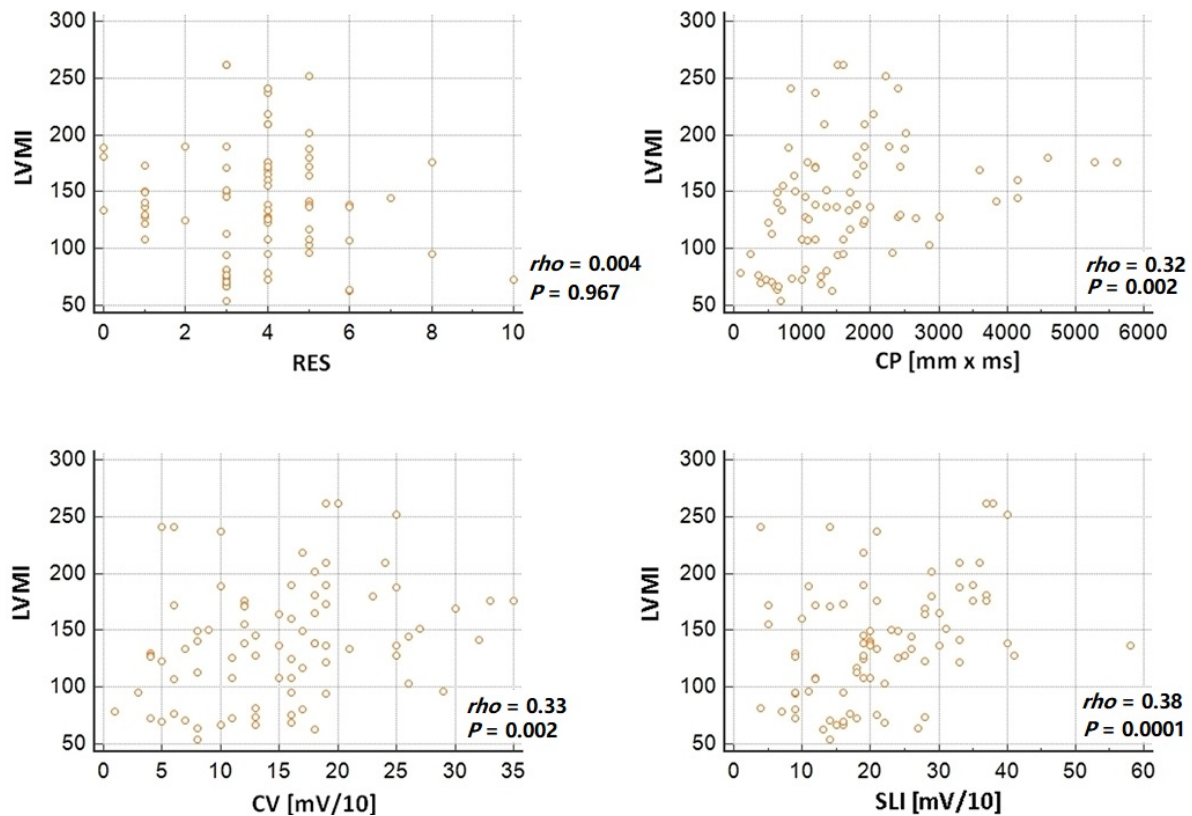 300
250
200
150
100
50
LVMI
0 2 4 6 8 10
RES
rho = 0.004
P = 0.967
300
250
200
150
100
50
LVMI
0 1000 2000 3000 4000 5000 6000
CP [mm x ms]
rho = 0.32
P = 0.002
300
250
200
150
100
50
LVMI
0 5 10 15 20 25 30 35
CV [mV/10]
rho = 0.33
P = 0.002
300
250
200
150
100
50
LVMI
0 10 20 30 40 50 60
SLI [mV/10]
rho = 0.38
P = 0.0001